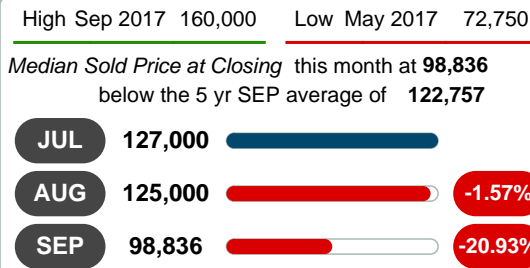 High Sep 2017 160,000 Low May 2017 72,750
Median Sold Price at Closing this month at 98,836
below the 5 yr SEP average of 122,757
JUL 127,000
AUG 125,000 -1.57%
SEP 98,836 -20.93%